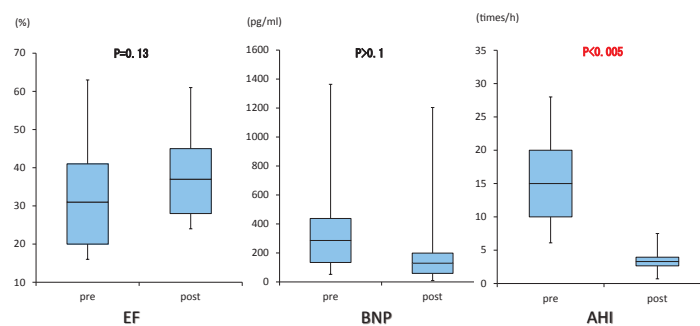 (%)
P=0.13
70
60
50
40
30
20
10
pre
post
EF
(pg/ml)
P>0.1
1600
1400
1200
1000
800
600
400
200
0
pre
post
BNP
(times/h)
P<0.005
35
30
25
20
15
10
5
0
pre
post
AHI